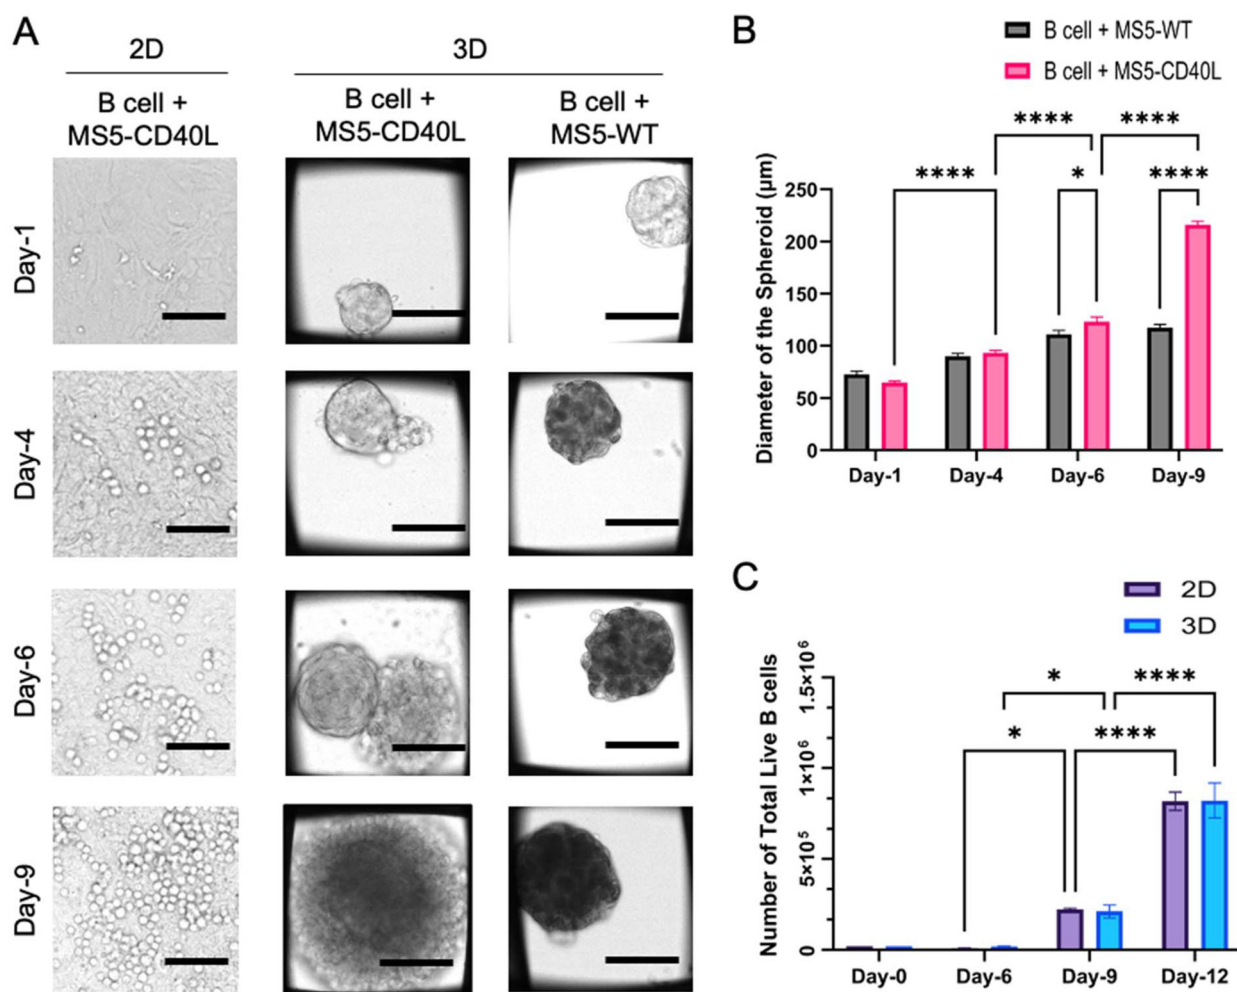 A
2D
3D
B cell +
MS5-CD40L
B cell +
MS5-CD40L
B cell +
MS5-WT
Day-1
Day-4
Day-6
Day-9
B
B cell + MS5-WT
B cell + MS5-CD40L
**** ****
**** * ****
Diameter of the Spheroid (µm)
250
200
150
100
50
0
Day-1 Day-4 Day-6 Day-9
C
2D
3D
* ****
* ****
Number of Total Live B cells
1.5×10⁶
1×10⁶
5×10⁵
0
Day-0 Day-6 Day-9 Day-12